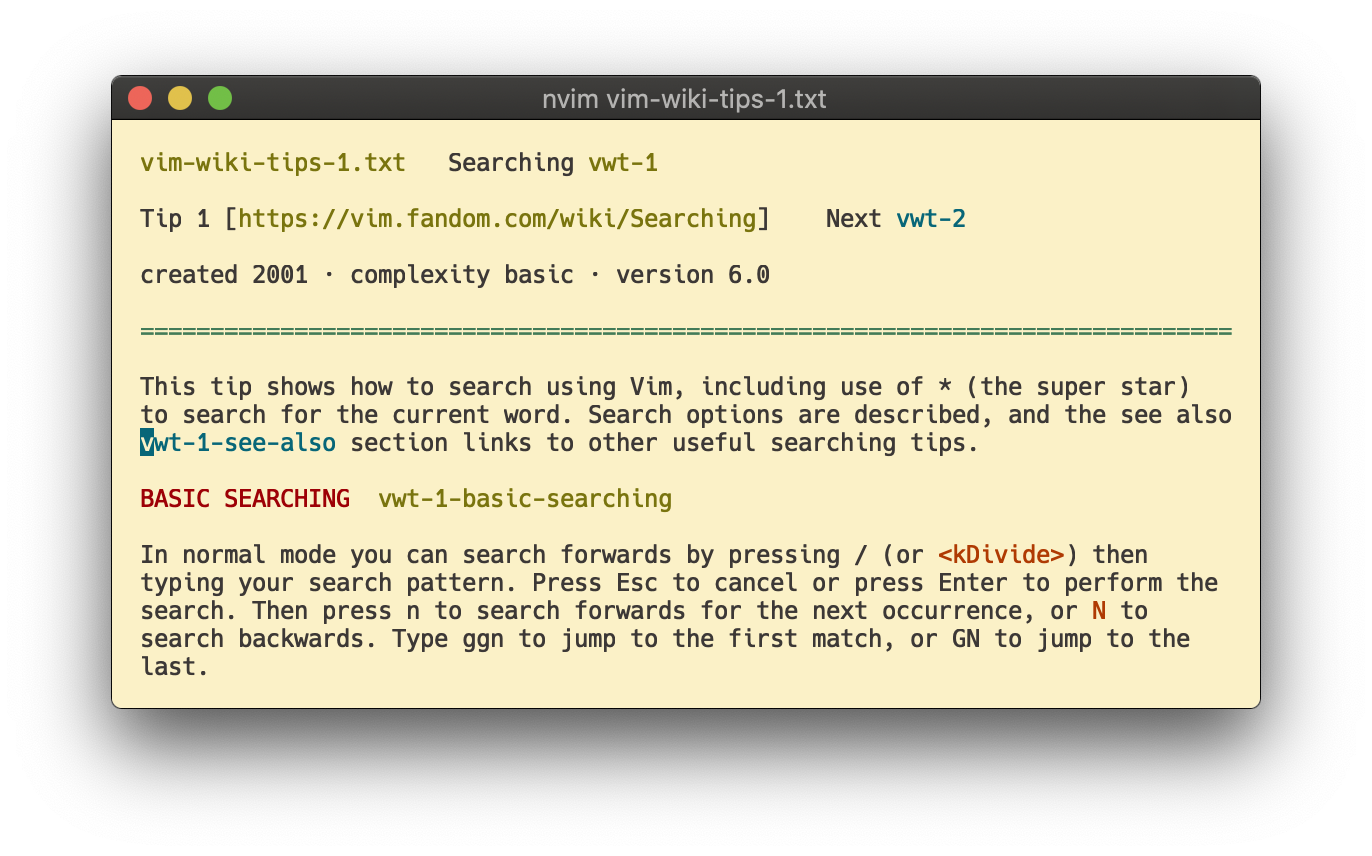 nvim vim-wiki-tips-1.txt
vim-wiki-tips-1.txt   Searching vwt-1
Tip 1 [https://vim.fandom.com/wiki/Searching]    Next vwt-2
created 2001 · complexity basic · version 6.0
==============================================================================
This tip shows how to search using Vim, including use of * (the super star)
to search for the current word. Search options are described, and the see also
vwt-1-see-also section links to other useful searching tips.
BASIC SEARCHING  vwt-1-basic-searching
In normal mode you can search forwards by pressing / (or <kDivide>) then
typing your search pattern. Press Esc to cancel or press Enter to perform the
search. Then press n to search forwards for the next occurrence, or N to
search backwards. Type ggn to jump to the first match, or GN to jump to the
last.